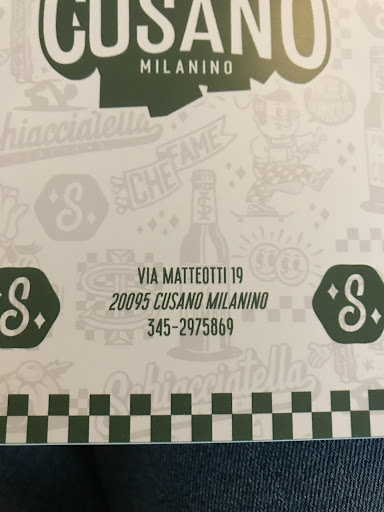 CUSANO
MILANINO
Schiacciatella
CHE FAME
S
VIA MATTEOTTI 19
20095 CUSANO MILANINO
345-2975869
S
S
Schiacciatella